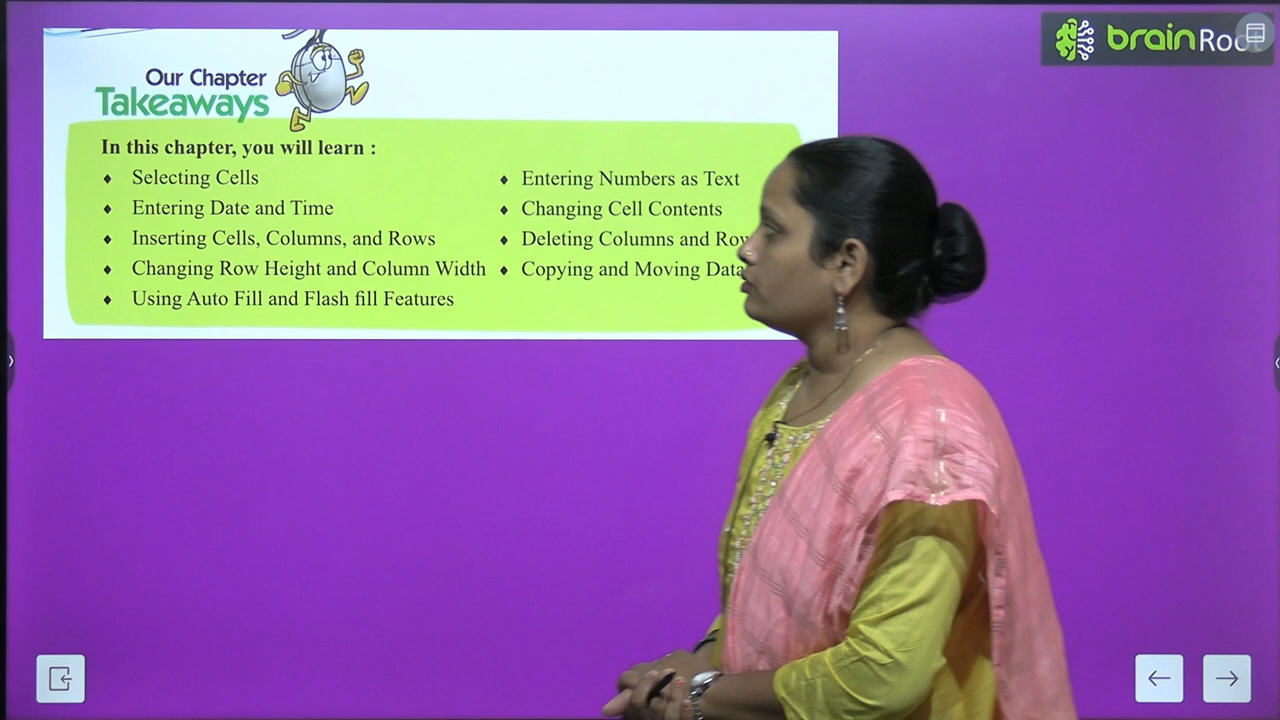 brainRoot
Our Chapter
Takeaways
In this chapter, you will learn :
♦ Selecting Cells
♦ Entering Date and Time
♦ Inserting Cells, Columns, and Rows
♦ Changing Row Height and Column Width
♦ Using Auto Fill and Flash fill Features
♦ Entering Numbers as Text
♦ Changing Cell Contents
♦ Deleting Columns and
♦ Copying and Moving Data